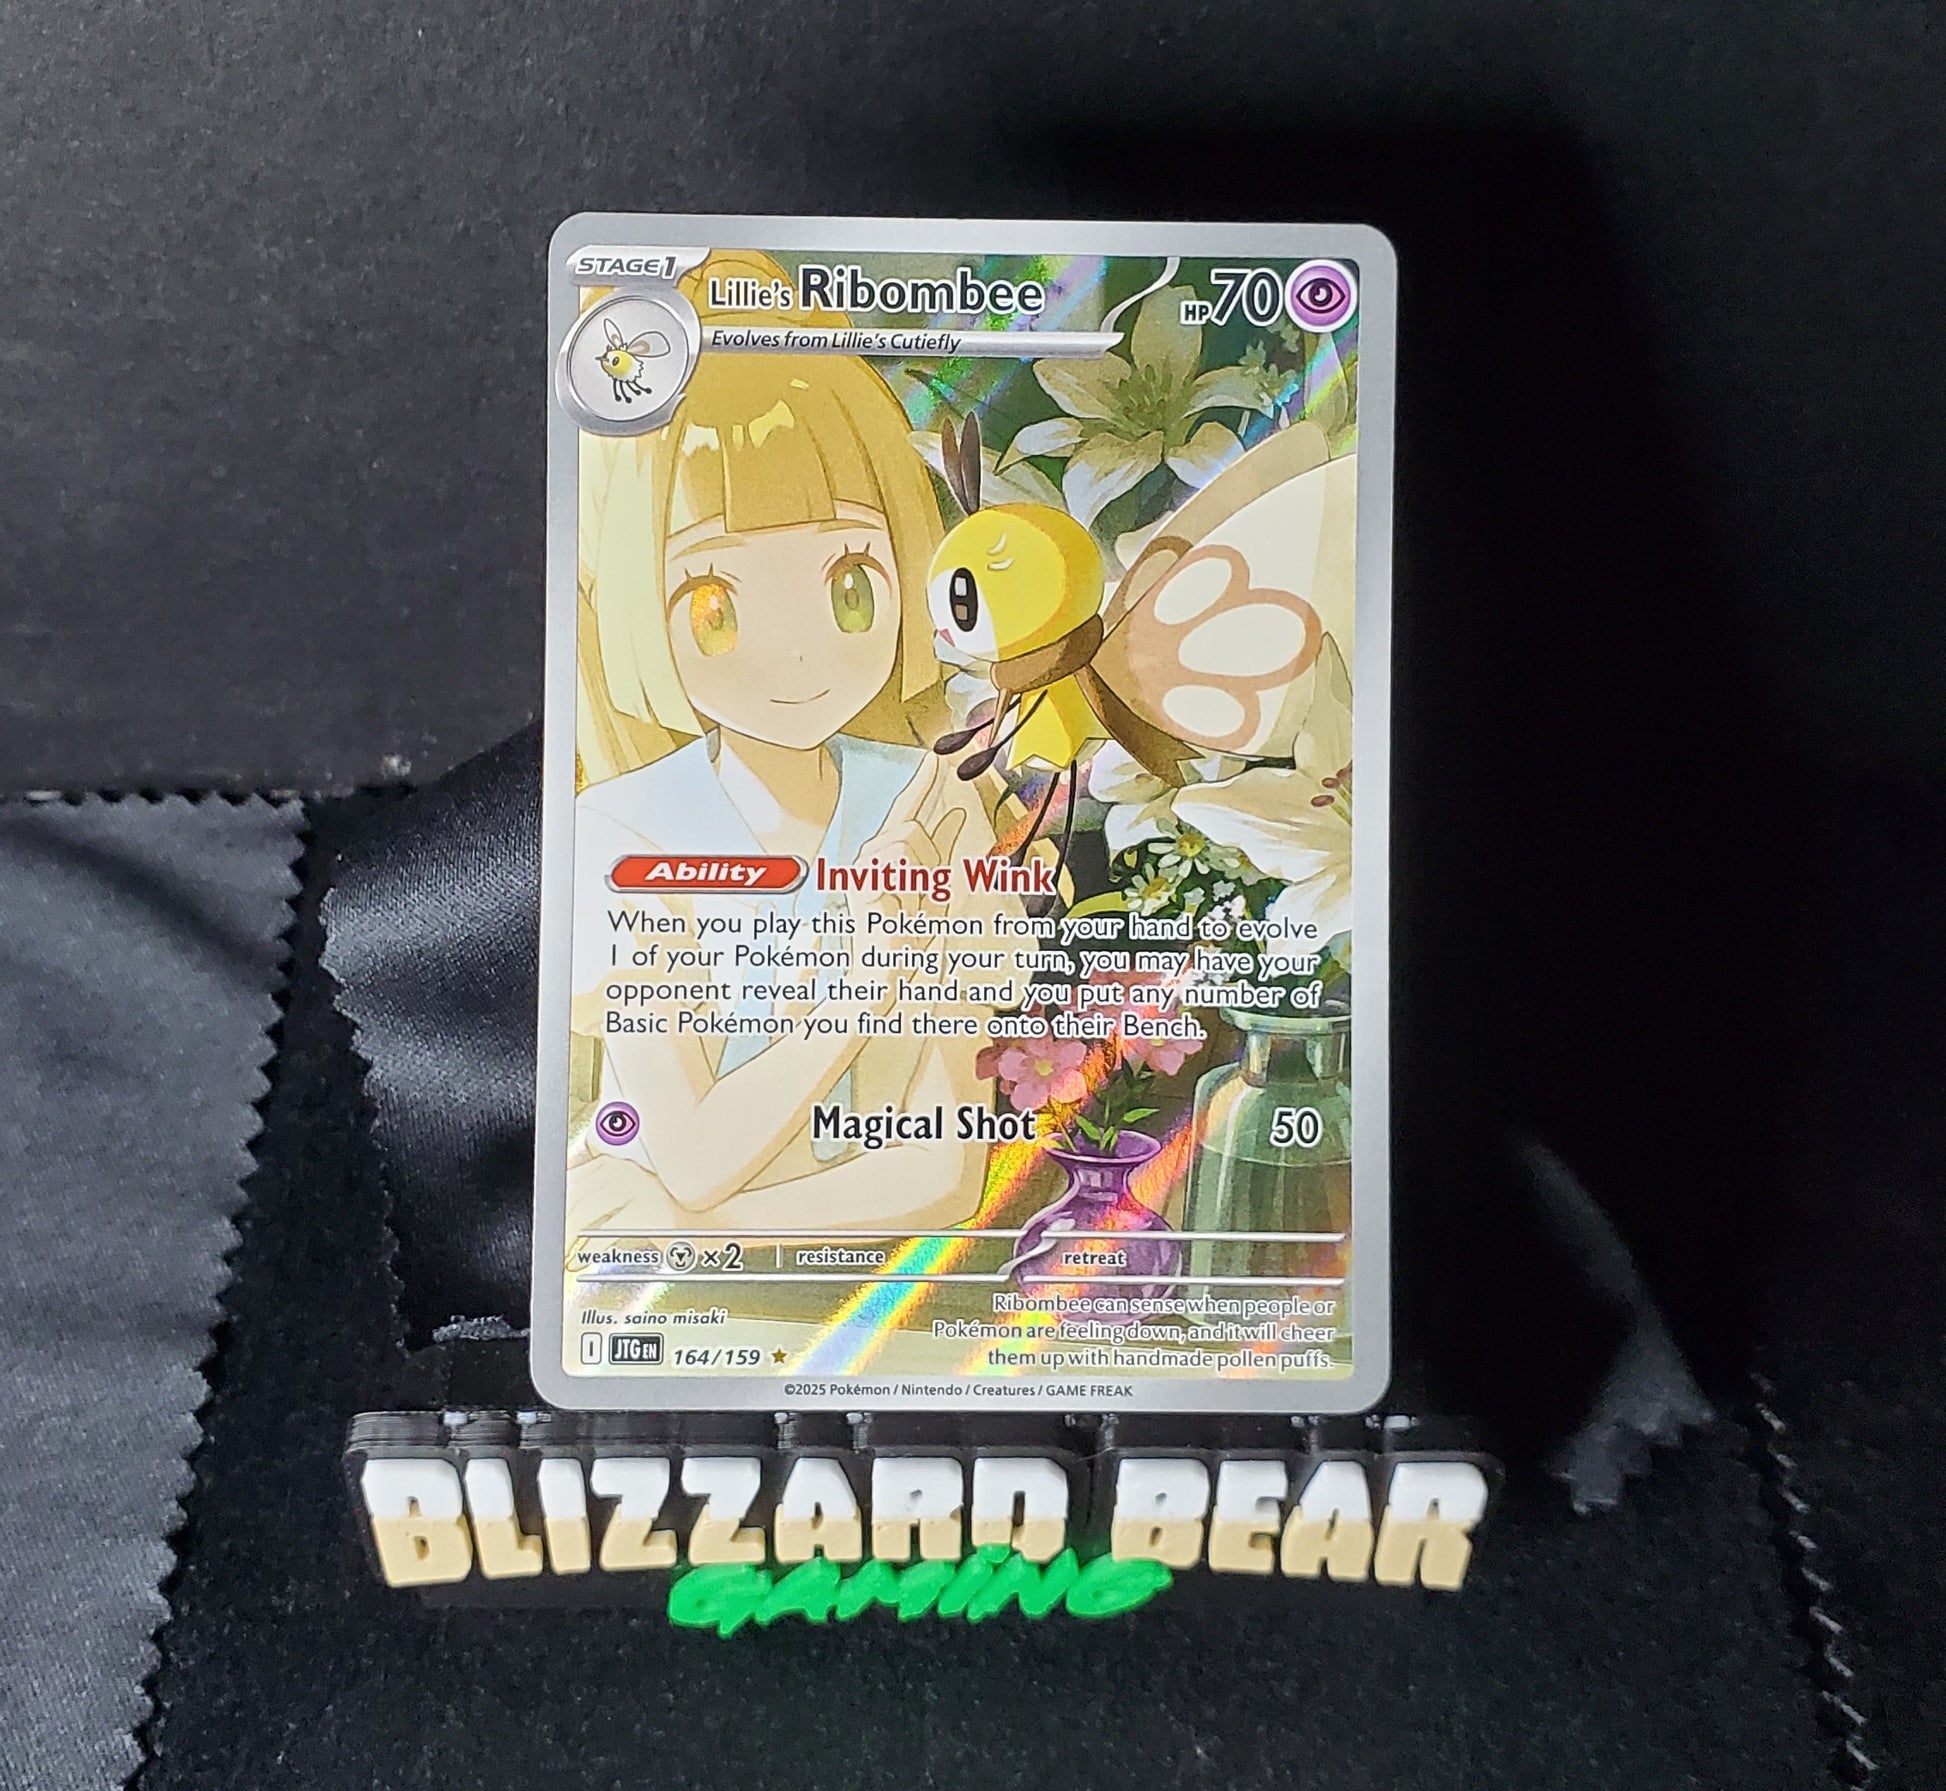 STAGE1
Lillie's Ribombee HP70
Evolves from Lillie's Cutiefly
Ability Inviting Wink
When you play this Pokémon from your hand to evolve
1 of your Pokémon during your turn, you may have your
opponent reveal their hand and you put any number of
Basic Pokémon you find there onto their Bench.
Magical Shot 50
weakness ×2 resistance retreat
Illus. saino misaki
Ribombee can sense when people or
Pokémon are feeling down, and it will cheer
them up with handmade pollen puffs.
I JTG EN 164/159
©2025 Pokémon / Nintendo / Creatures / GAME FREAK
BLIZZARD BEAR
GAMING